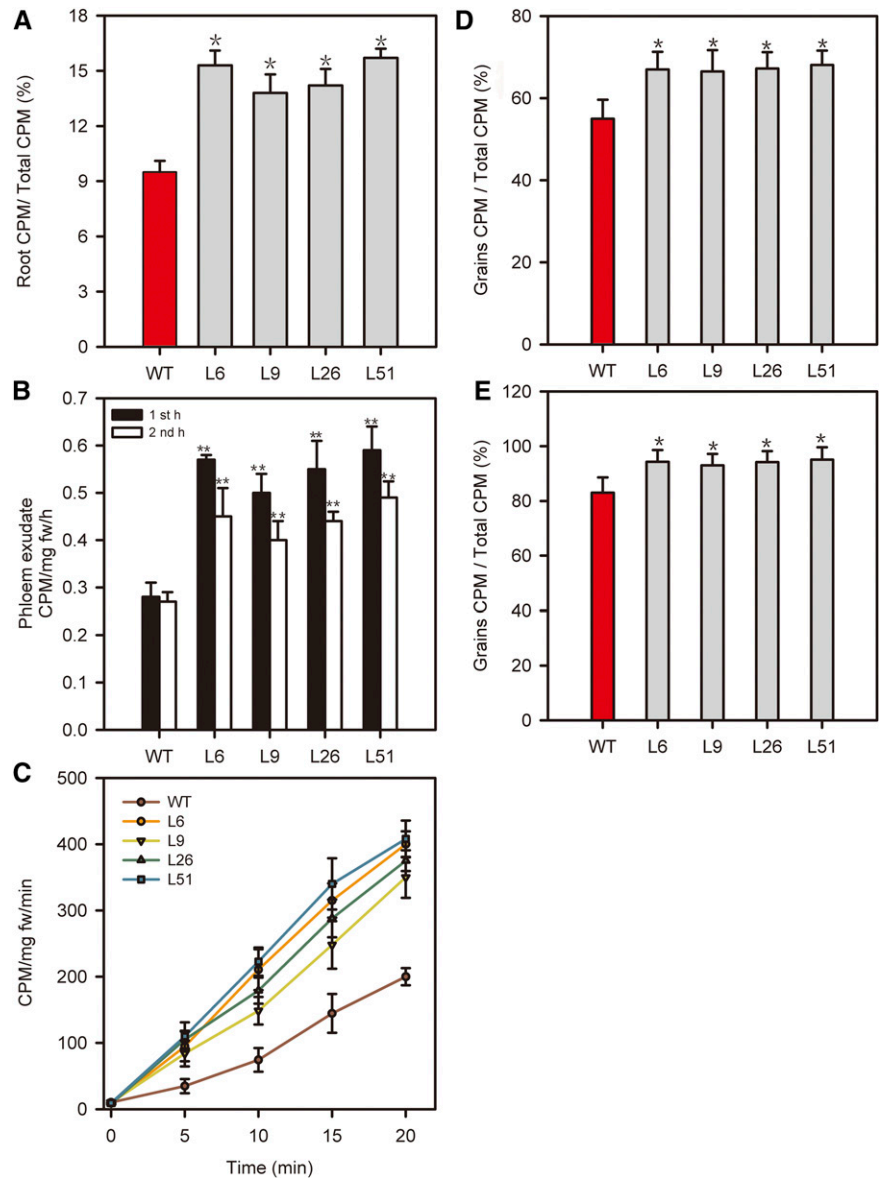 A
18
15
12
9
6
3
0
Root CPM/ Total CPM (%)
* * * *
WT L6 L9 L26 L51
B
0.7
0.6
0.5
0.4
0.3
0.2
0.1
0.0
Phloem exudate
CPM/mg fw/h
1 st h
2 nd h
** ** ** ** ** ** ** **
WT L6 L9 L26 L51
C
500
400
300
200
100
0
CPM/mg fw/min
WT
L6
L9
L26
L51
0 5 10 15 20
Time (min)
D
80
60
40
20
0
Grains CPM / Total CPM (%)
* * * *
WT L6 L9 L26 L51
E
120
100
80
60
40
20
0
Grains CPM / Total CPM (%)
* * * *
WT L6 L9 L26 L51